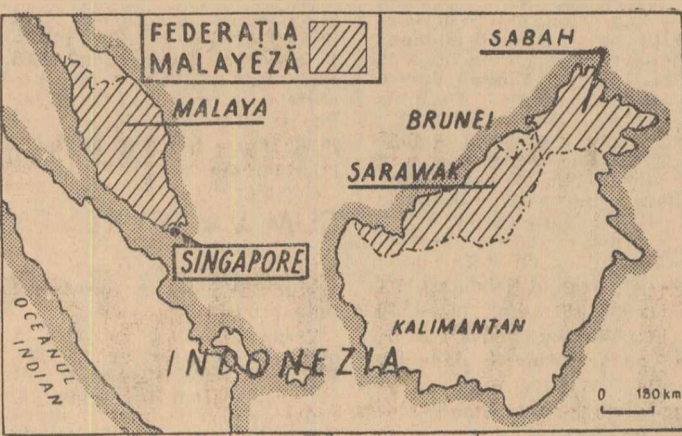 FEDERAȚIA
MALAYEZĂ
SABAH
MALAYA
BRUNEI
SARAWAK
SINGAPORE
KALIMANTAN
OCEANUL
INDIAN
INDONEZIA
0 180 km